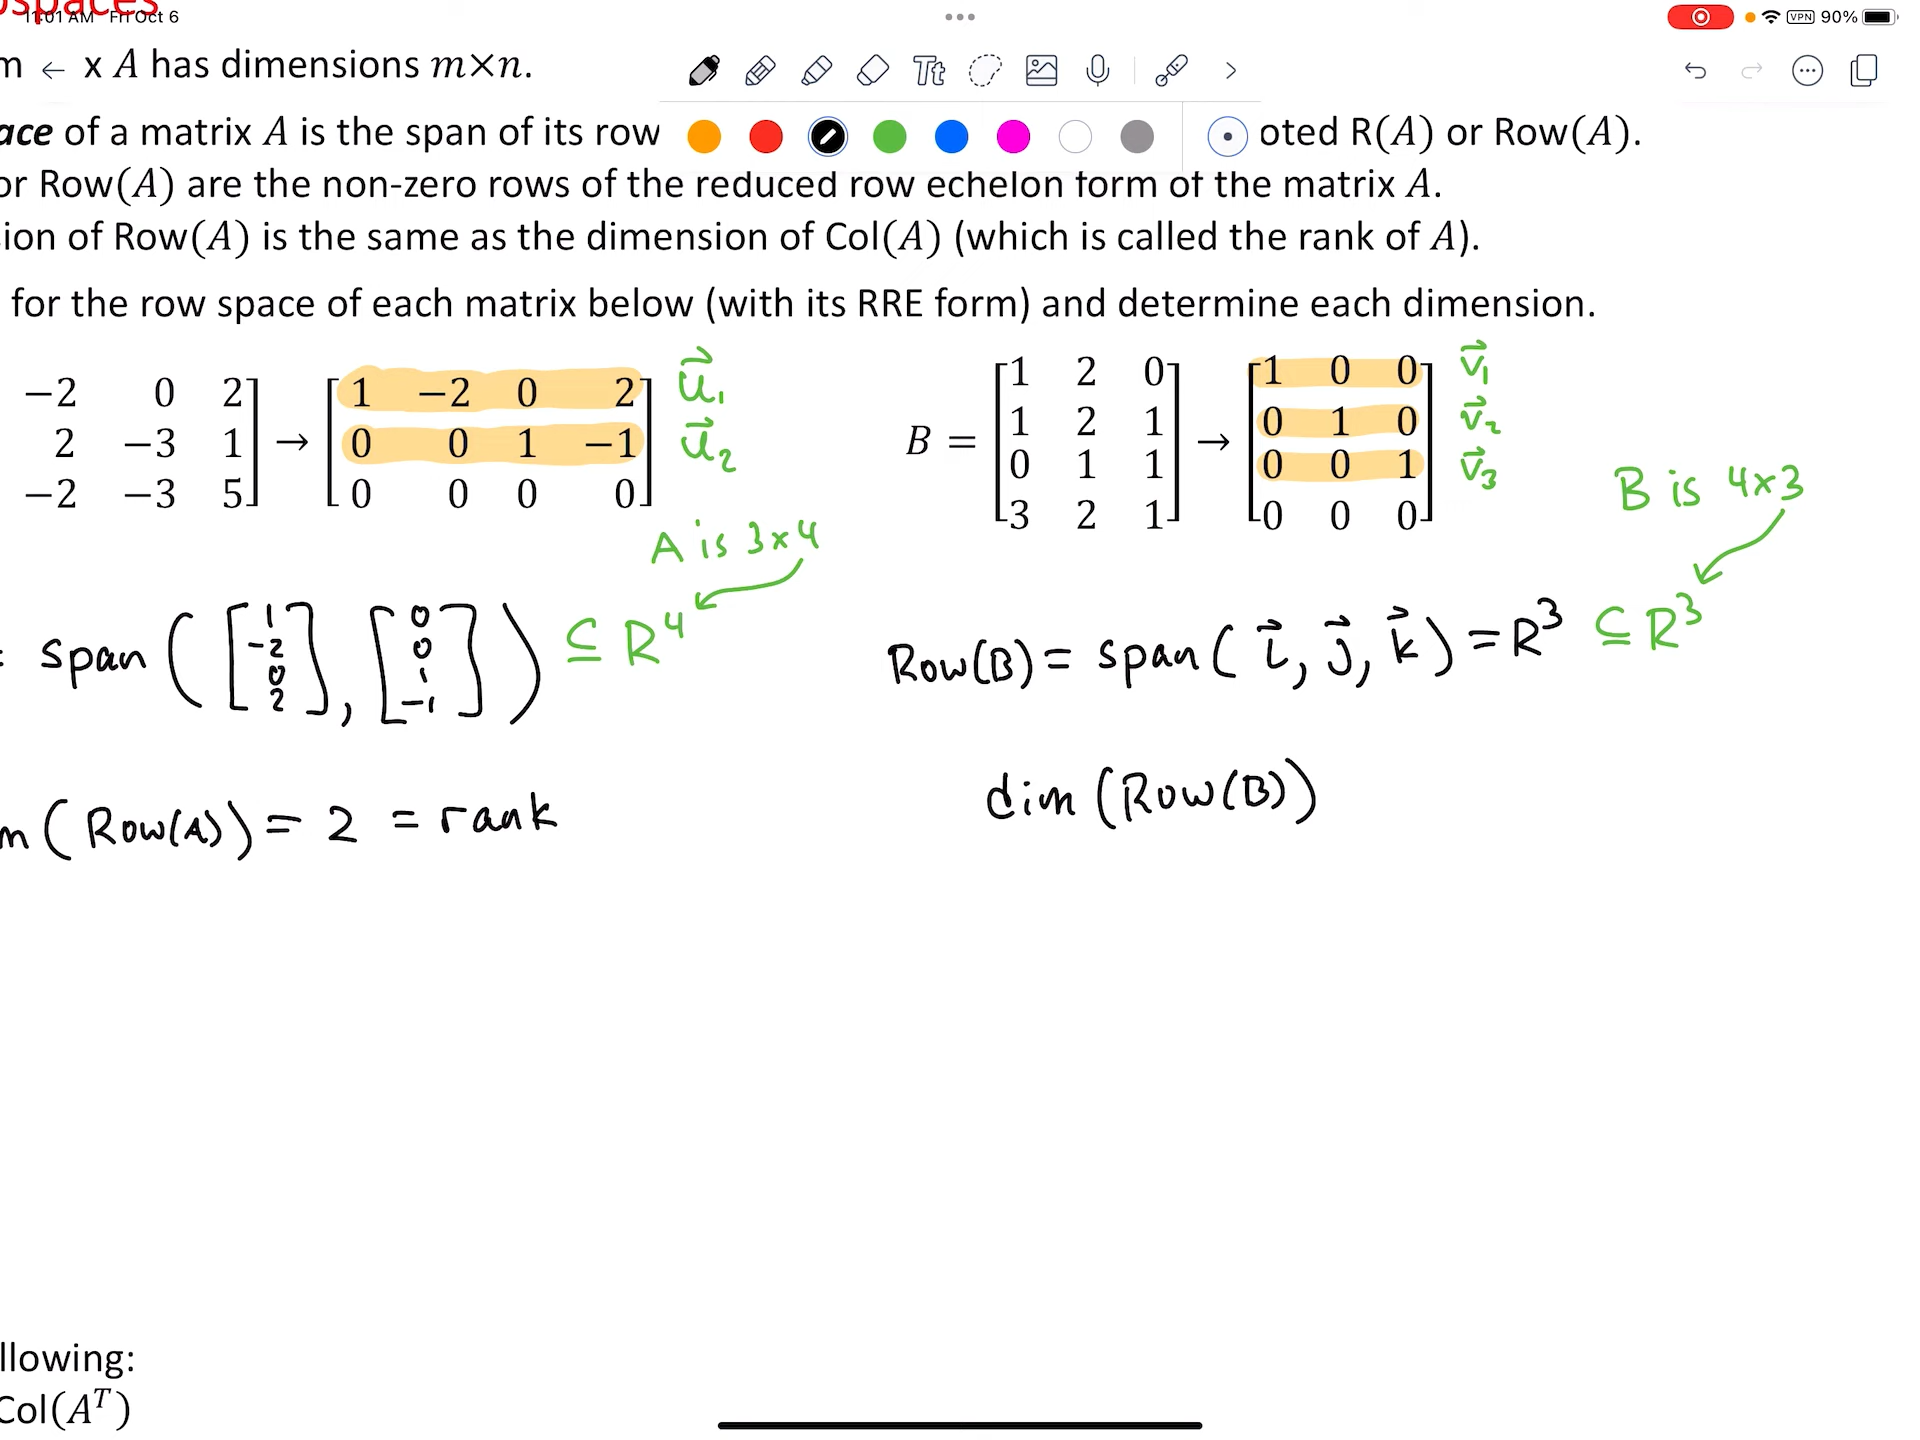 ospaces
11:01 AM Fri Oct 6
VPN 90%
m ← x A has dimensions m×n.
Tt
ace of a matrix A is the span of its row oted R(A) or Row(A).
or Row(A) are the non-zero rows of the reduced row echelon form of the matrix A.
ion of Row(A) is the same as the dimension of Col(A) (which is called the rank of A).
for the row space of each matrix below (with its RRE form) and determine each dimension.
−2 0 2
2 −3 1
−2 −3 5
→
1 −2 0 2 u⃗₁
0 0 1 −1 u⃗₂
0 0 0 0
B =
1 2 0
1 2 1
0 1 1
3 2 1
→
1 0 0 v⃗₁
0 1 0 v⃗₂
0 0 1 v⃗₃
0 0 0
A is 3x4
B is 4x3
= span ( [1 -2 0 2], [0 0 1 -1] ) ⊆ R⁴
Row(B) = span( i⃗, j⃗, k⃗ ) = R³ ⊆ R³
m ( Row(A)) = 2 = rank
dim (Row(B))
llowing:
Col(Aᵀ)